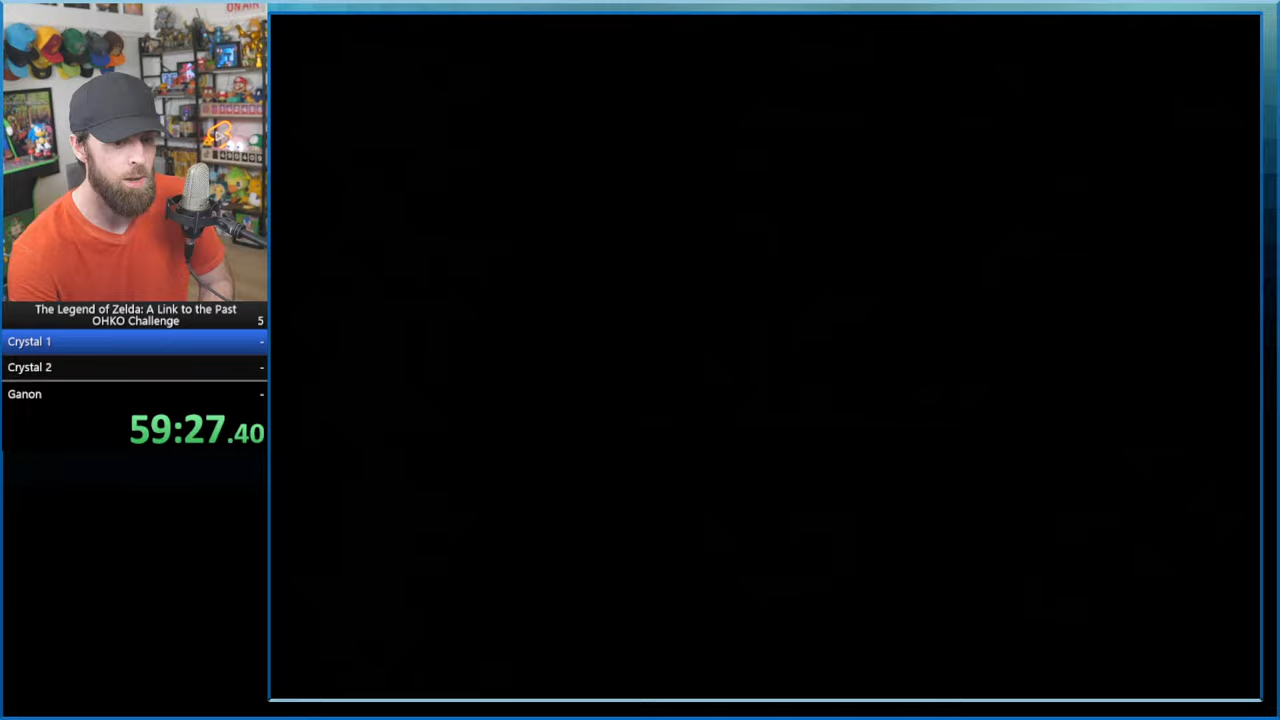 ON AIR
The Legend of Zelda: A Link to the Past
OHKO Challenge 5
Crystal 1 -
Crystal 2 -
Ganon -
59:27.40